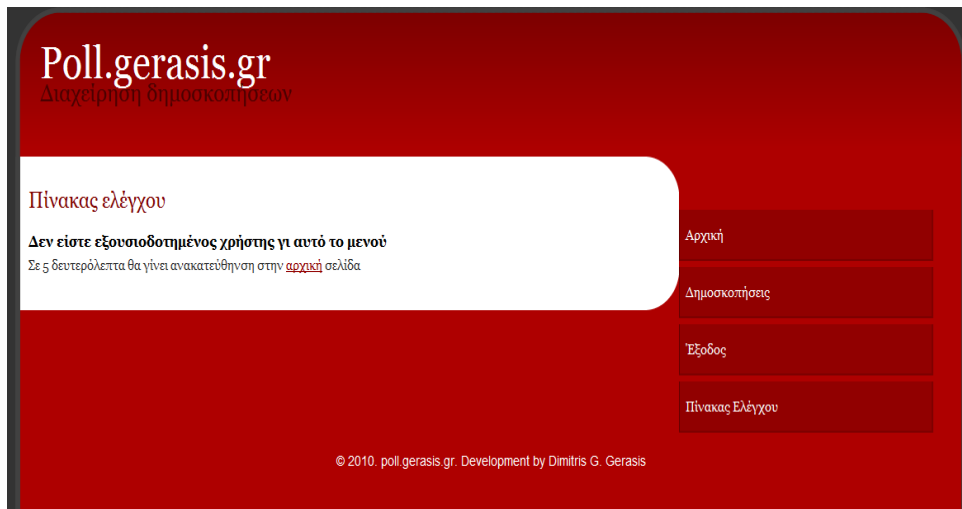 Poll.gerasis.gr
Διαχείρηση δημοσκοπήσεων
Πίνακας ελέγχου
Δεν είστε εξουσιοδοτημένος χρήστης γι αυτό το μενού
Σε 5 δευτερόλεπτα θα γίνει ανακατεύθηνση στην αρχική σελίδα
Αρχική
Δημοσκοπήσεις
Έξοδος
Πίνακας Ελέγχου
© 2010. poll.gerasis.gr. Development by Dimitris G. Gerasis